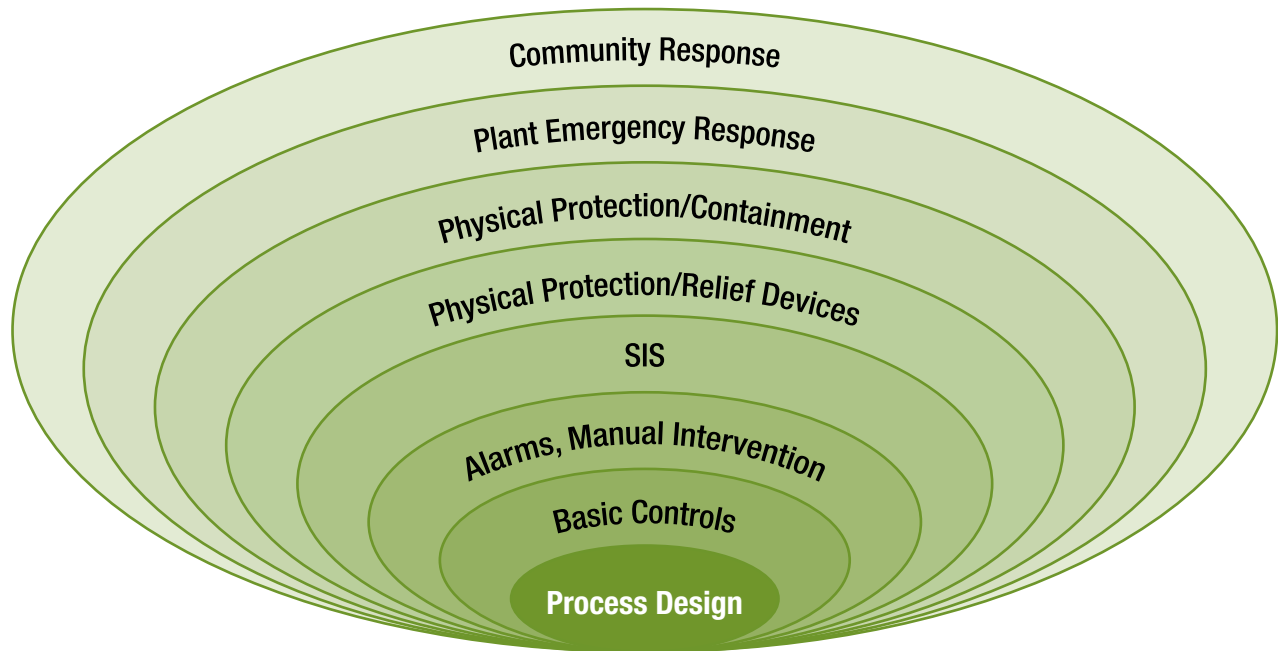 Community Response
Plant Emergency Response
Physical Protection/Containment
Physical Protection/Relief Devices
SIS
Alarms, Manual Intervention
Basic Controls
Process Design